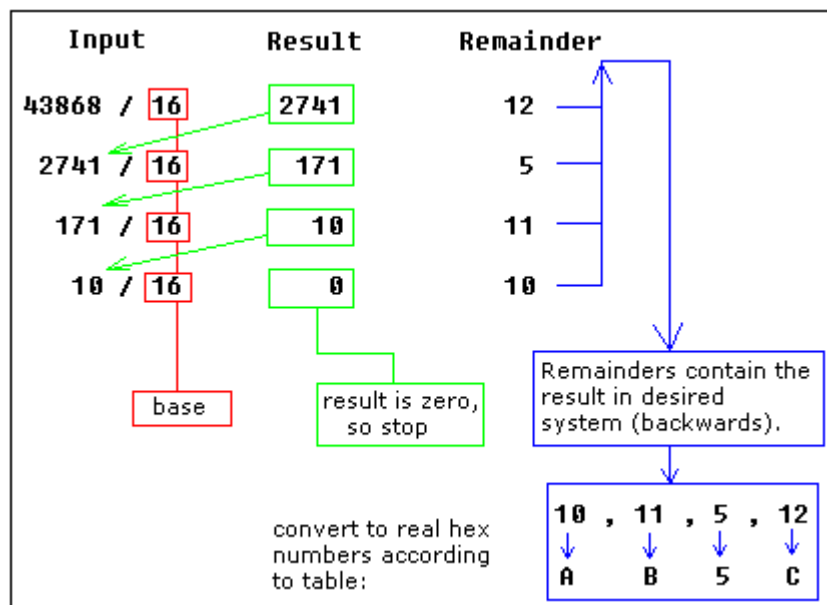 Input Result Remainder
43868 / 16 2741 12
2741 / 16 171 5
171 / 16 10 11
10 / 16 0 10
base
result is zero,
so stop
Remainders contain the
result in desired
system (backwards).
convert to real hex
numbers according
to table:
10 , 11 , 5 , 12
A B 5 C